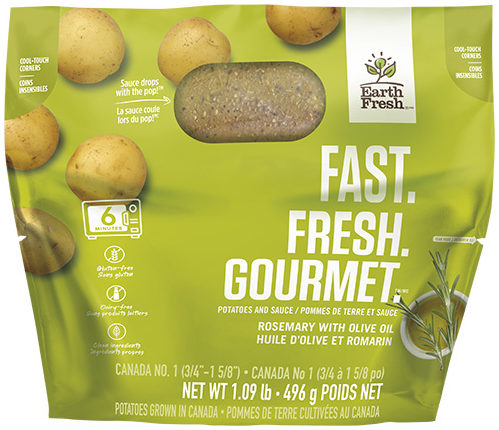 COOL-TOUCH
CORNERS
COINS
INSENSIBLES
Sauce drops
with the pop!™
La sauce coule
lors du pop!ᴹᶜ
Earth
Fresh
COOL-TOUCH
CORNERS
COINS
INSENSIBLES
FAST.
FRESH.
GOURMET.
6
MINUTES
Gluten-free
Sans gluten
Dairy-free
Sans produits laitiers
Clean ingredients
Ingrédients propres
POTATOES AND SAUCE / POMMES DE TERRE ET SAUCE
ROSEMARY WITH OLIVE OIL
HUILE D'OLIVE ET ROMARIN
CANADA NO. 1 (3/4"–1 5/8") • CANADA No 1 (3/4 à 1 5/8 po)
NET WT 1.09 lb • 496 g POIDS NET
POTATOES GROWN IN CANADA • POMMES DE TERRE CULTIVÉES AU CANADA